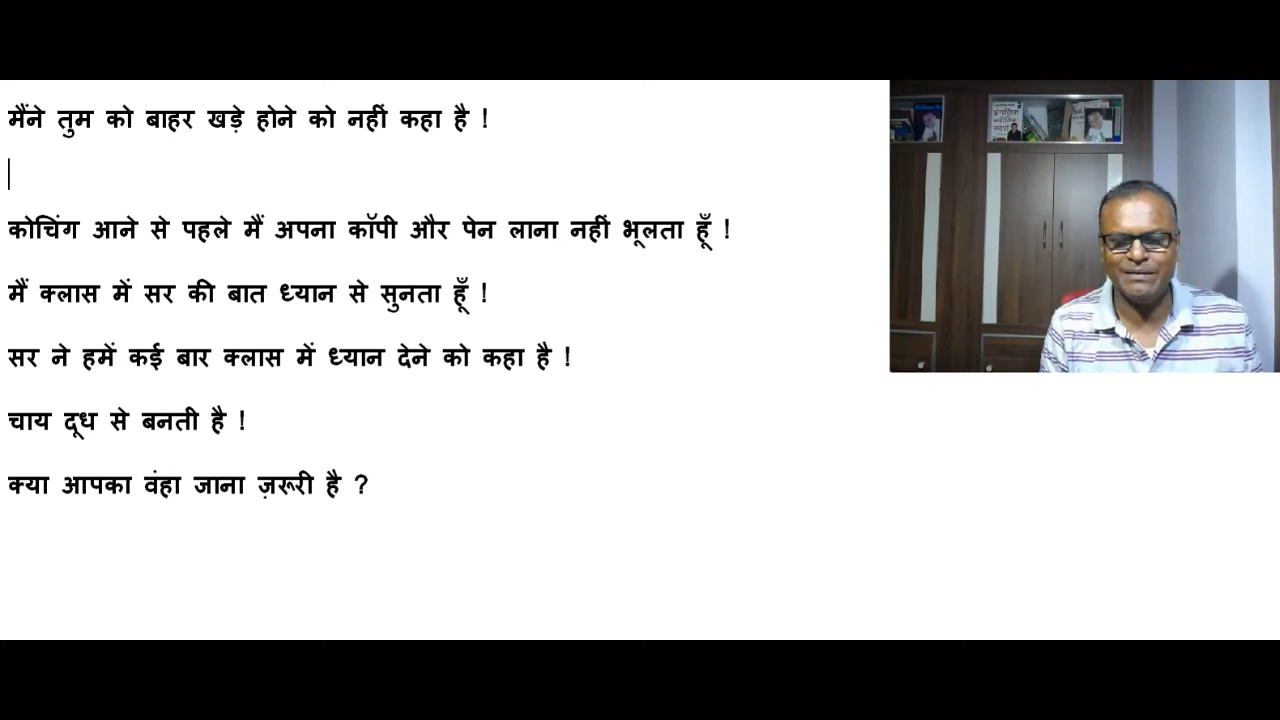 मैंने तुम को बाहर खड़े होने को नहीं कहा है !
कोचिंग आने से पहले मैं अपना कॉपी और पेन लाना नहीं भूलता हूँ !
मैं क्लास में सर की बात ध्यान से सुनता हूँ !
सर ने हमें कई बार क्लास में ध्यान देने को कहा है !
चाय दूध से बनती है !
क्या आपका वंहा जाना ज़रूरी है ?